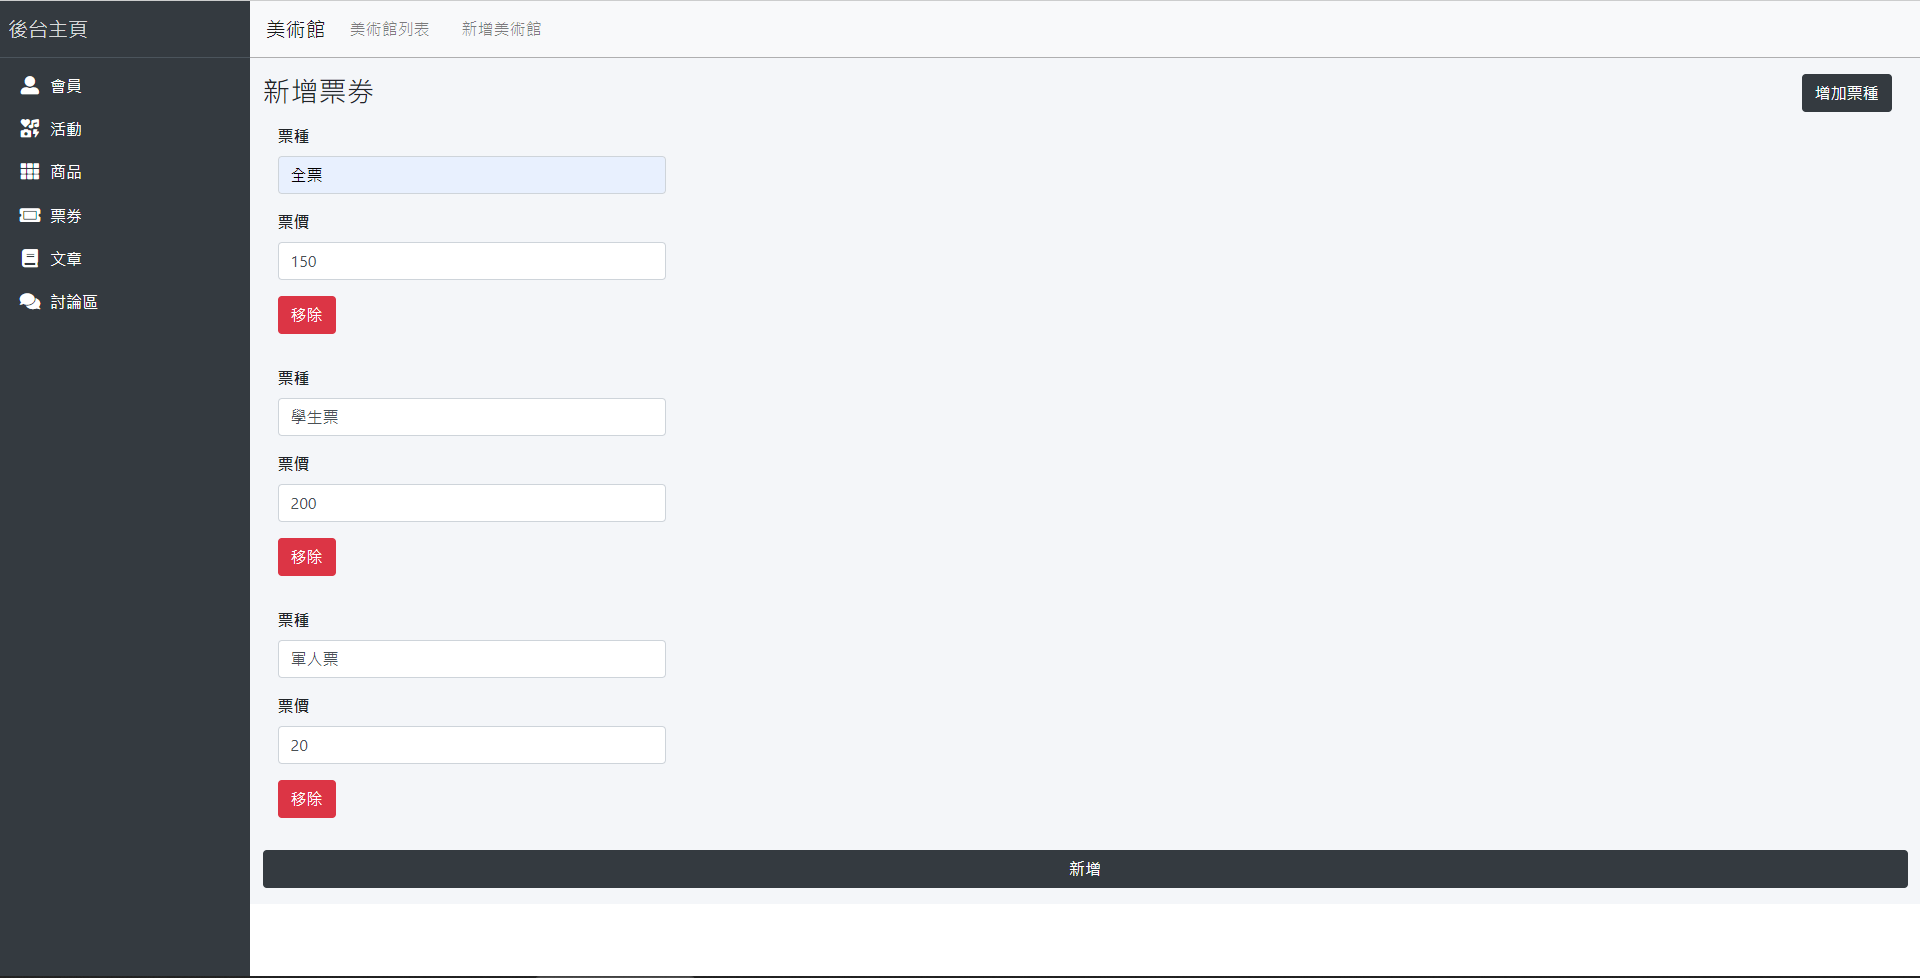 後台主頁
會員
活動
商品
票券
文章
討論區
美術館 美術館列表 新增美術館
新增票券 增加票種
票種
全票
票價
150
移除
票種
學生票
票價
200
移除
票種
軍人票
票價
20
移除
新增